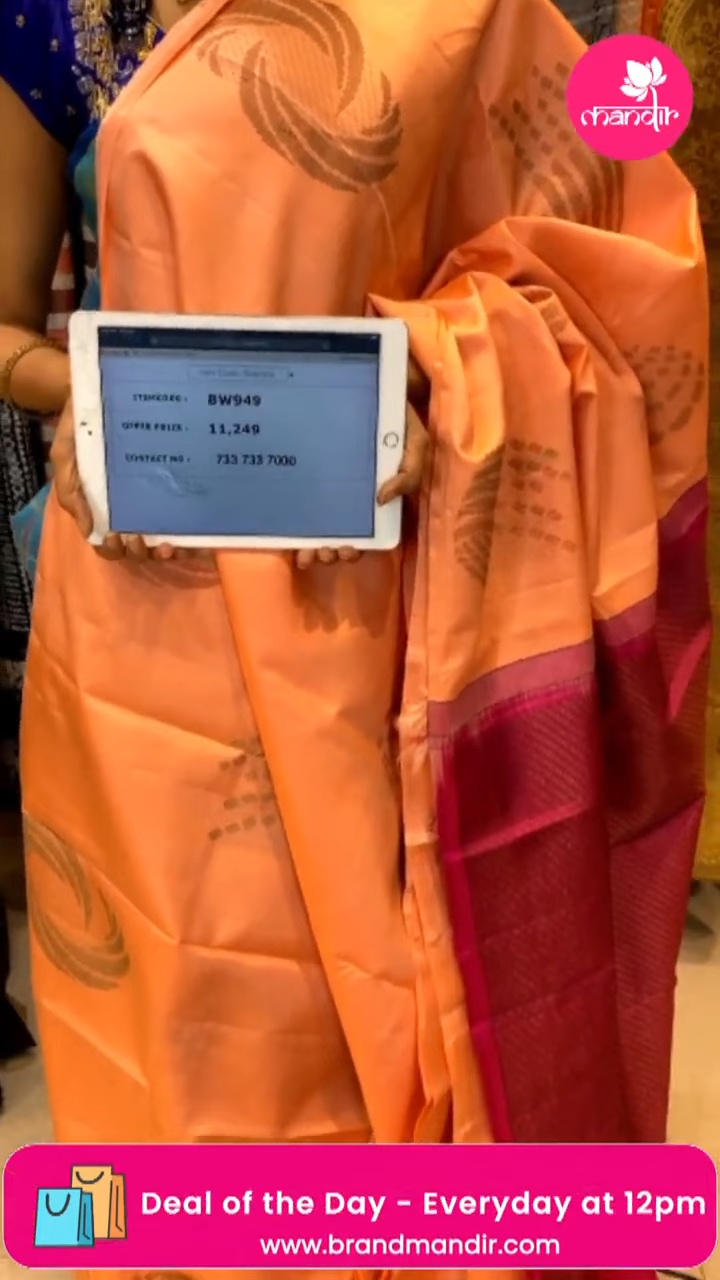 mandir
BW949
OFFER PRICE :
11,249
CONTACT NO :
733 733 7000
Deal of the Day - Everyday at 12pm
www.brandmandir.com